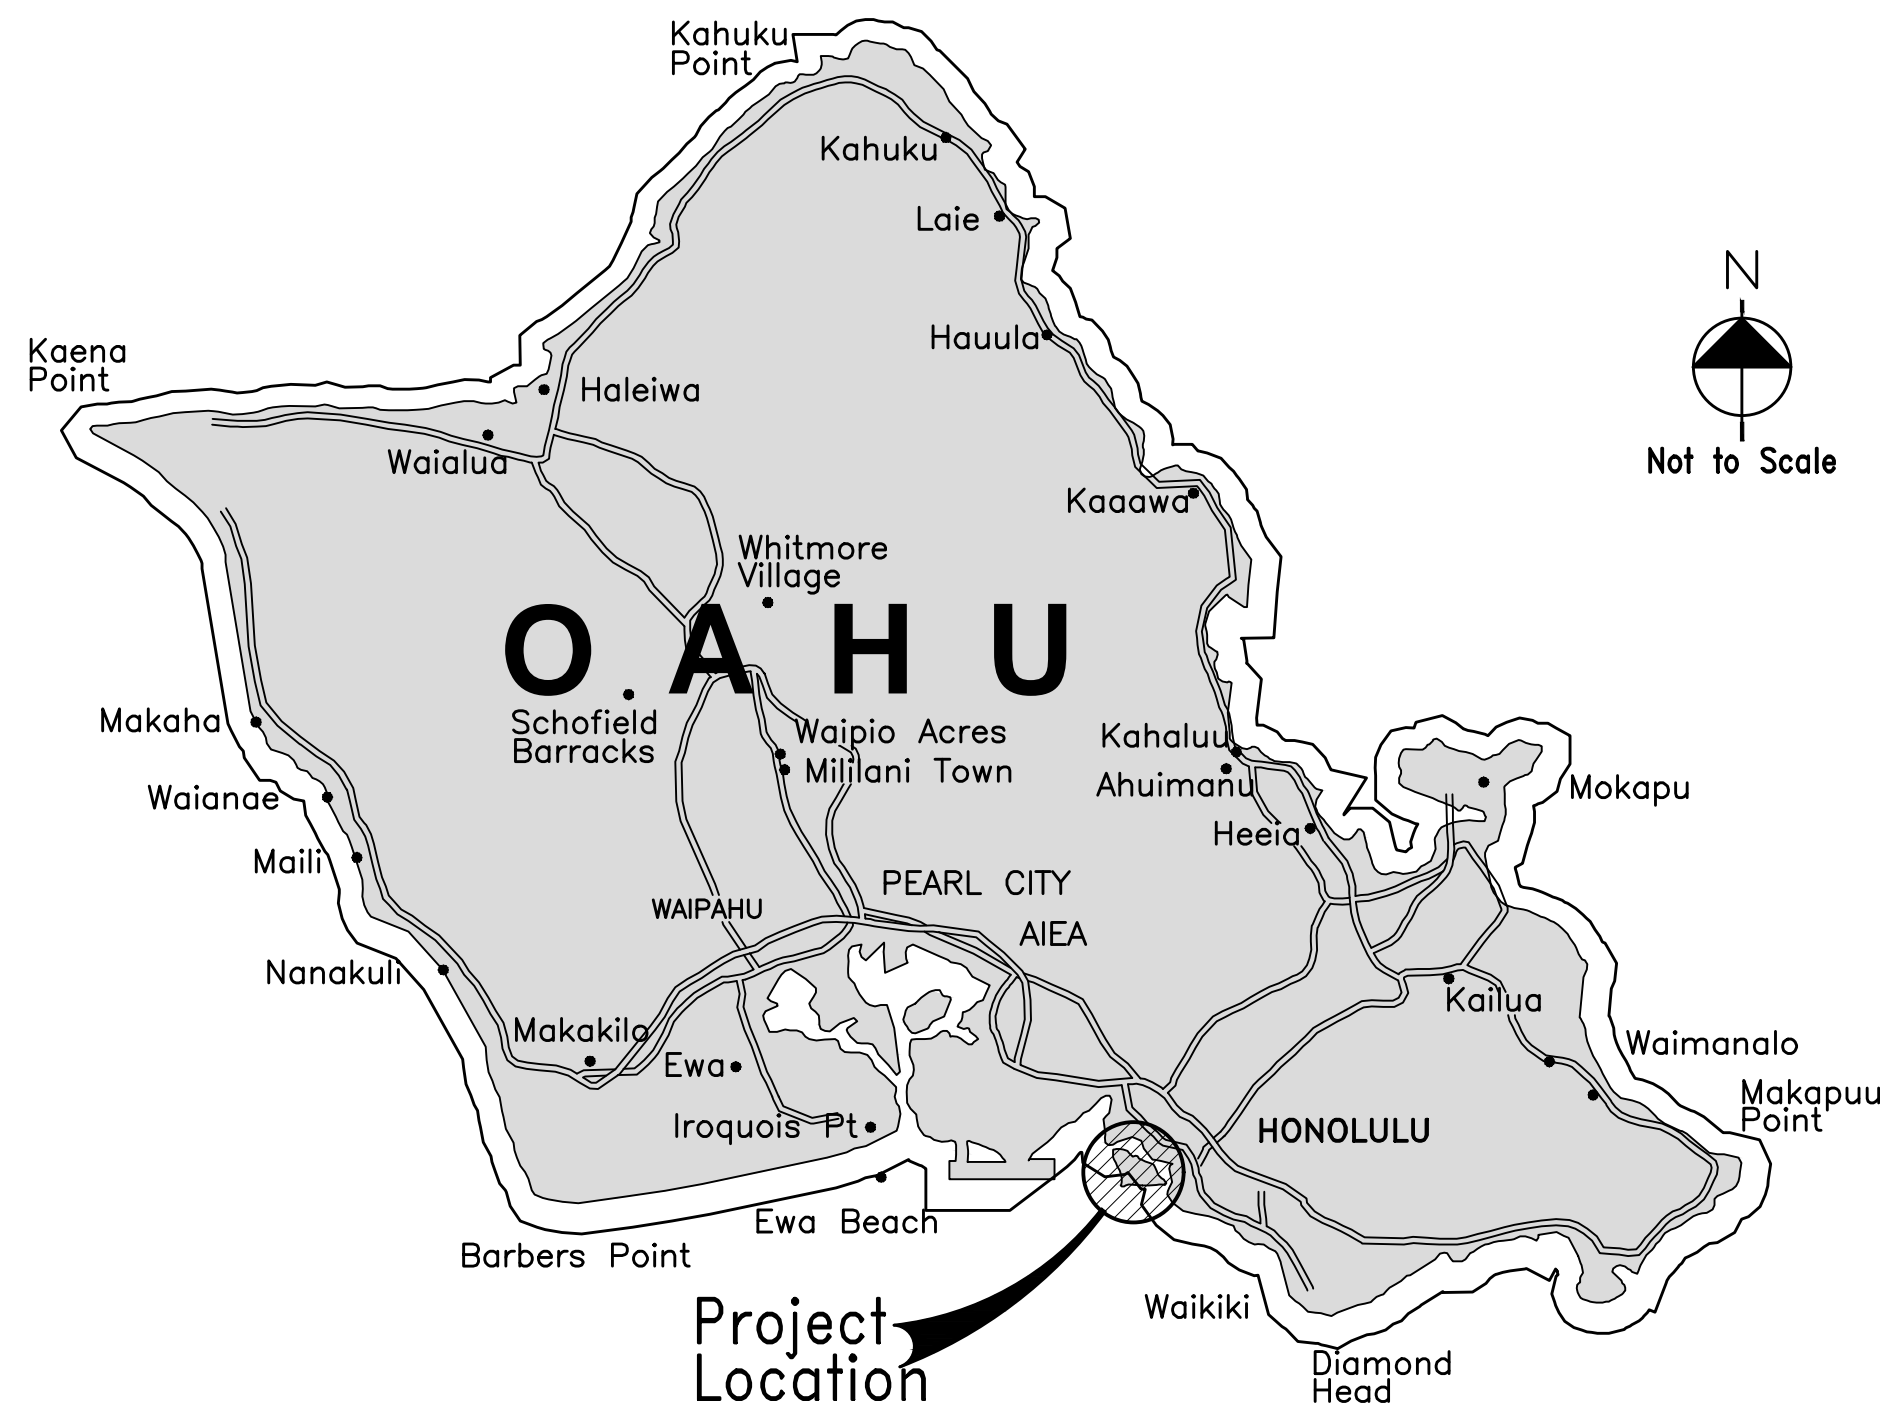 Kahuku
Point
Kahuku
Laie
N
Hauula
Kaena
Point
Haleiwa
Waialua
Not to Scale
Kaaawa
Whitmore
Village
O A H U
Makaha
Schofield
Barracks
Waipio Acres
Kahaluu
Mililani Town
Ahuimanu
Mokapu
Waianae
Heeia
Maili
PEARL CITY
WAIPAHU
AIEA
Nanakuli
Kailua
Makakilo
Waimanalo
Ewa
Makapuu
Point
Iroquois Pt
HONOLULU
Ewa Beach
Barbers Point
Waikiki
Project
Location
Diamond
Head